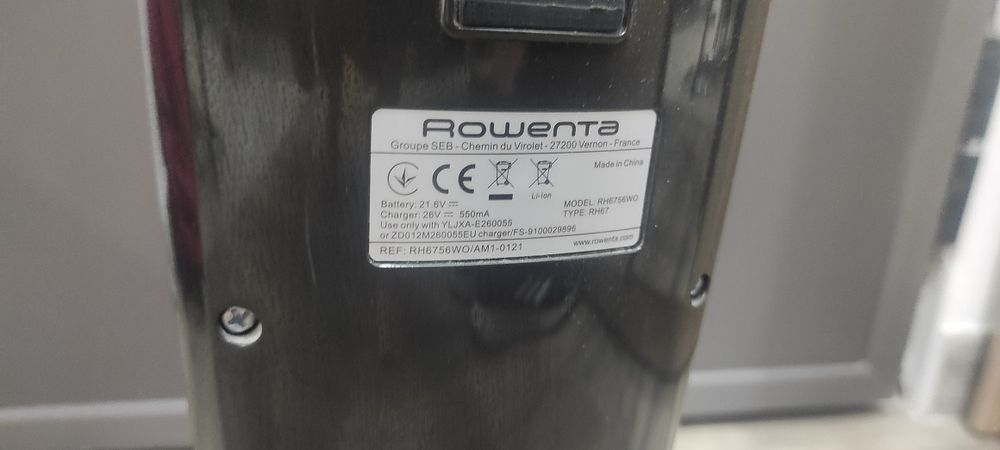 Rowenta
Groupe SEB - Chemin du Virolet - 27200 Vernon - France
Made in China
CE
Li-Ion
Battery: 21.6V
MODEL: RH6756WO
Charger: 26V 550mA
TYPE: RH67
Use only with YLJXA-E260055
or ZD012M260055EU charger/FS-9100029896
www.rowenta.com
REF: RH6756WO/AM1-0121